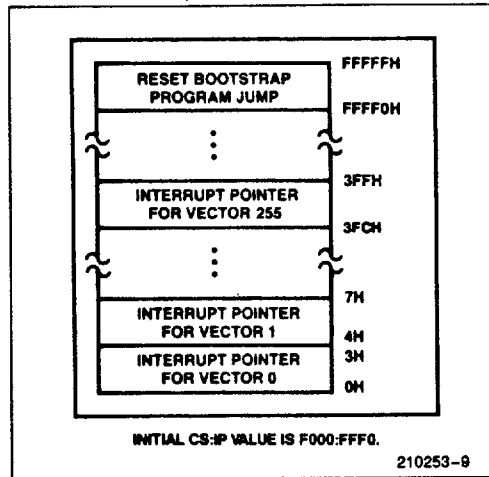 FFFFFH
RESET BOOTSTRAP
PROGRAM JUMP
FFFF0H
3FFH
INTERRUPT POINTER
FOR VECTOR 255
3FCH
7H
INTERRUPT POINTER
FOR VECTOR 1
4H
3H
INTERRUPT POINTER
FOR VECTOR 0
0H
INITIAL CS:IP VALUE IS F000:FFF0.
210253-9